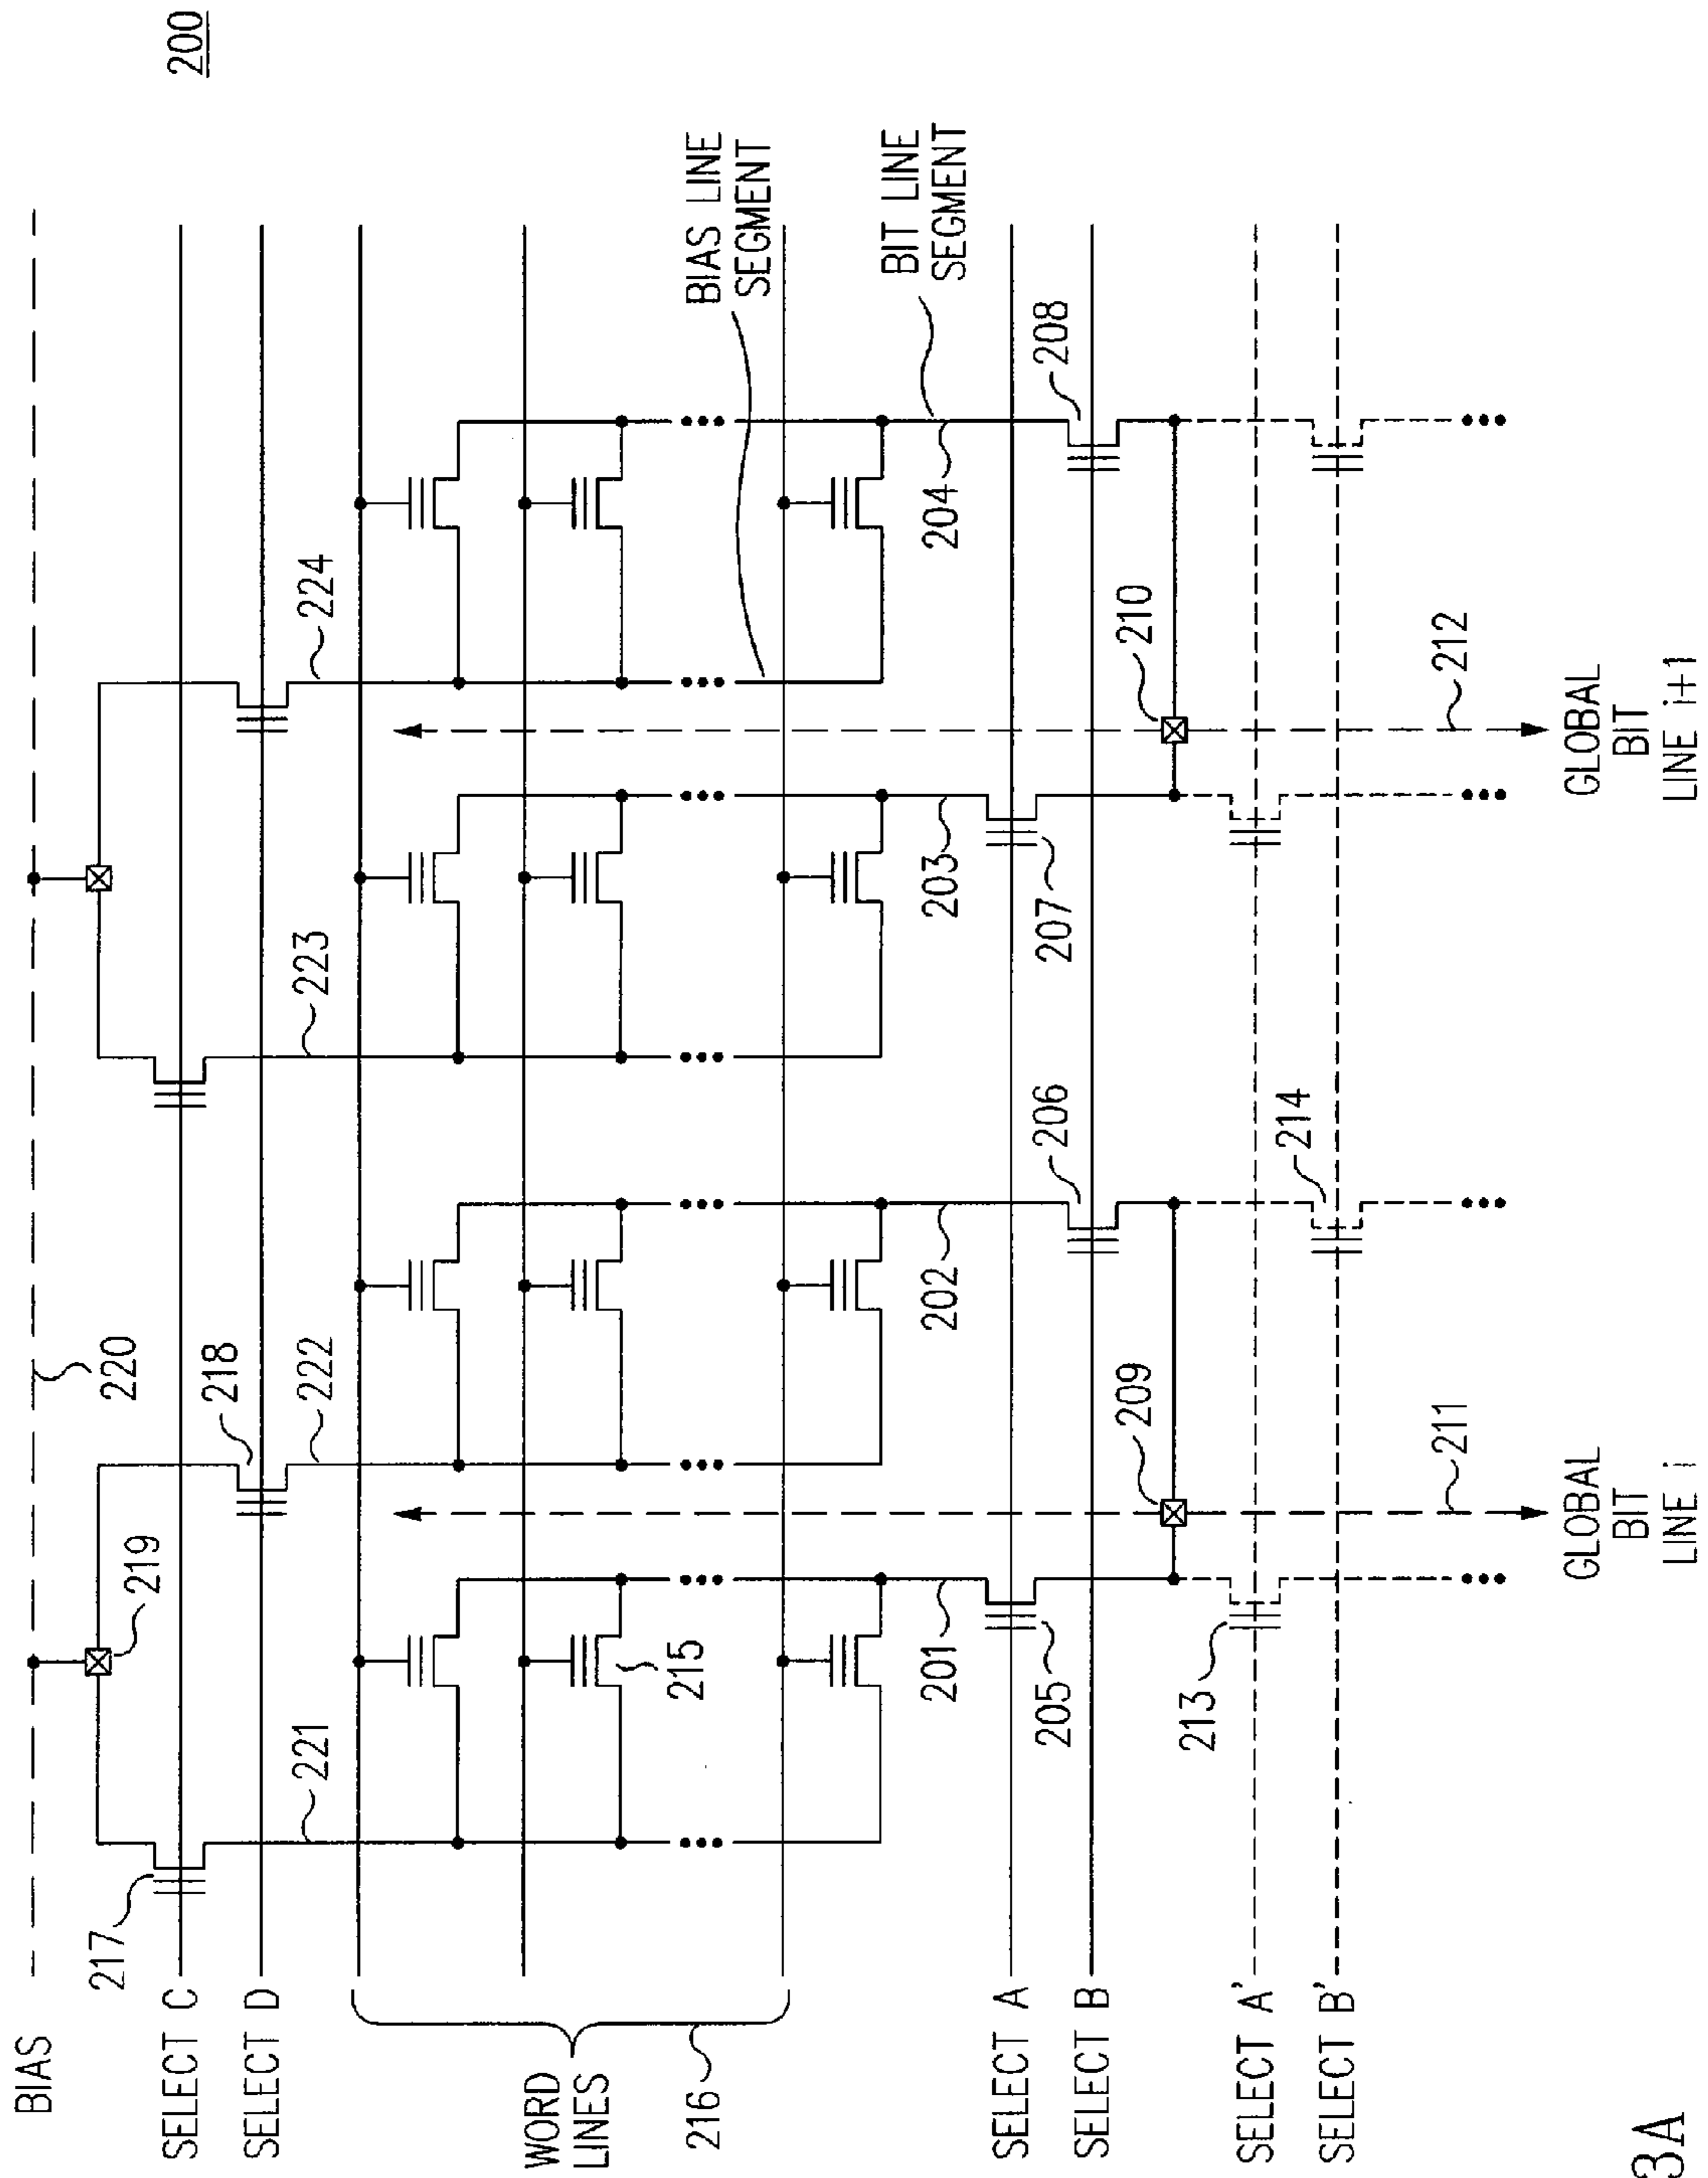 200
BIAS
220
219
SELECT C
217
218
SELECT D
221
222
223
224
WORD
LINES
216
215
BIAS LINE
SEGMENT
BIT LINE
SEGMENT
201
202
203
204
SELECT A
205
207
SELECT B
206
208
209
210
SELECT A'
213
SELECT B'
214
211
212
GLOBAL
BIT
LINE i
GLOBAL
BIT
LINE i+1
3A